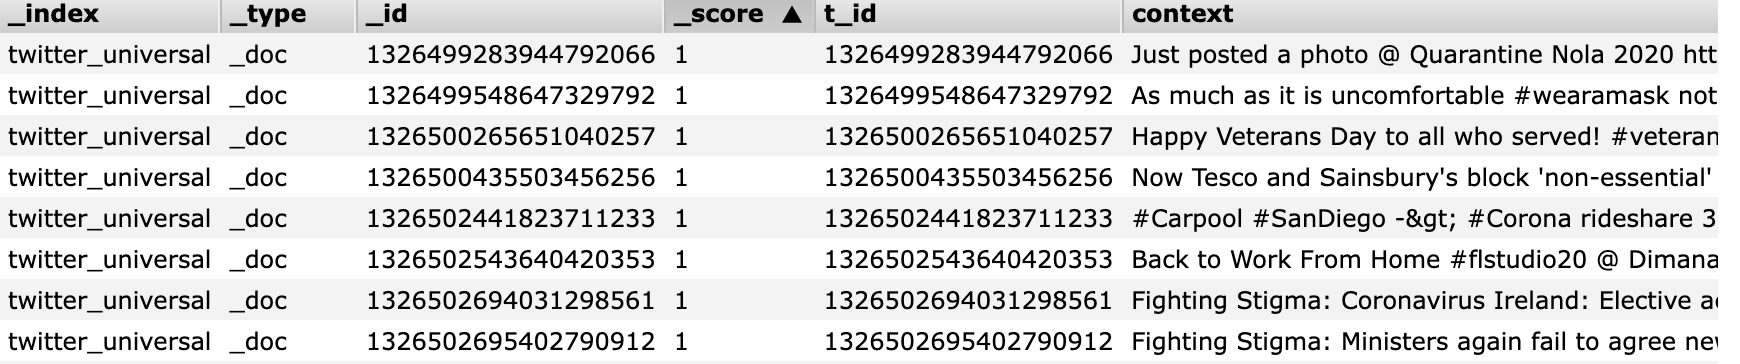 _index _type _id _score ▲ t_id context
twitter_universal _doc 1326499283944792066 1 1326499283944792066 Just posted a photo @ Quarantine Nola 2020 htt
twitter_universal _doc 1326499548647329792 1 1326499548647329792 As much as it is uncomfortable #wearamask not
twitter_universal _doc 1326500265651040257 1 1326500265651040257 Happy Veterans Day to all who served! #veteran
twitter_universal _doc 1326500435503456256 1 1326500435503456256 Now Tesco and Sainsbury's block 'non-essential'
twitter_universal _doc 1326502441823711233 1 1326502441823711233 #Carpool #SanDiego -&gt; #Corona rideshare 3
twitter_universal _doc 1326502543640420353 1 1326502543640420353 Back to Work From Home #flstudio20 @ Dimana
twitter_universal _doc 1326502694031298561 1 1326502694031298561 Fighting Stigma: Coronavirus Ireland: Elective
twitter_universal _doc 1326502695402790912 1 1326502695402790912 Fighting Stigma: Ministers again fail to agree